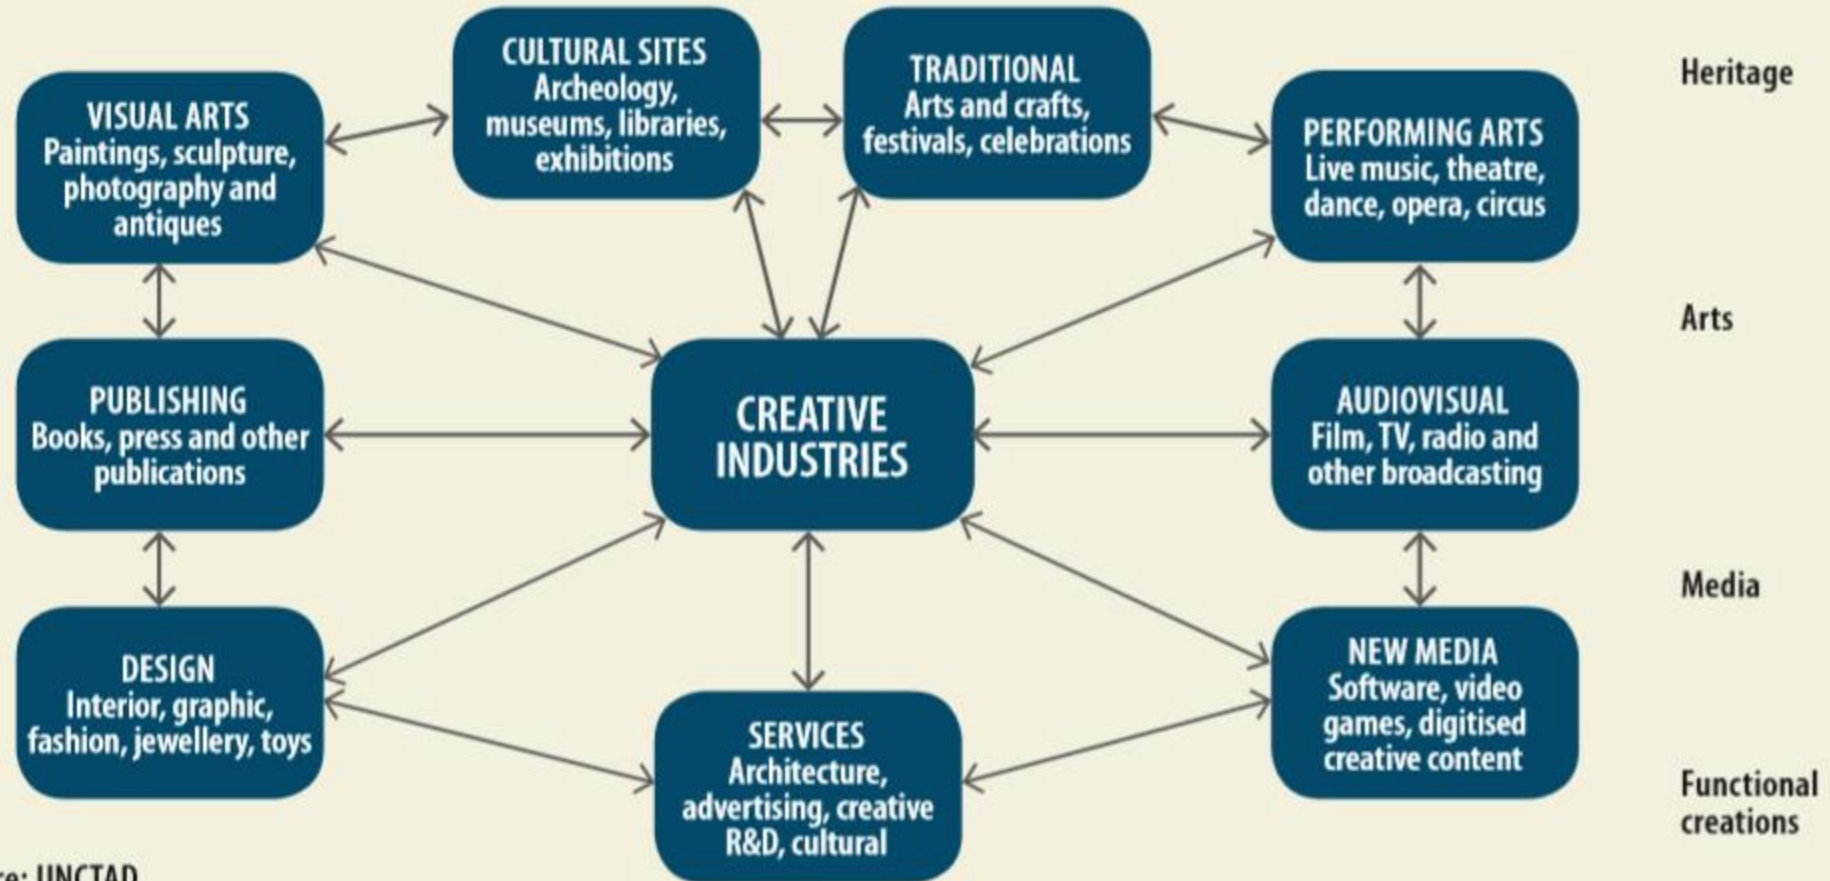 CULTURAL SITES
Archeology,
museums, libraries,
exhibitions
TRADITIONAL
Arts and crafts,
festivals, celebrations
Heritage
VISUAL ARTS
Paintings, sculpture,
photography and
antiques
PERFORMING ARTS
Live music, theatre,
dance, opera, circus
Arts
PUBLISHING
Books, press and other
publications
CREATIVE
INDUSTRIES
AUDIOVISUAL
Film, TV, radio and
other broadcasting
Media
DESIGN
Interior, graphic,
fashion, jewellery, toys
SERVICES
Architecture,
advertising, creative
R&D, cultural
NEW MEDIA
Software, video
games, digitised
creative content
Functional
creations
UNCTAD